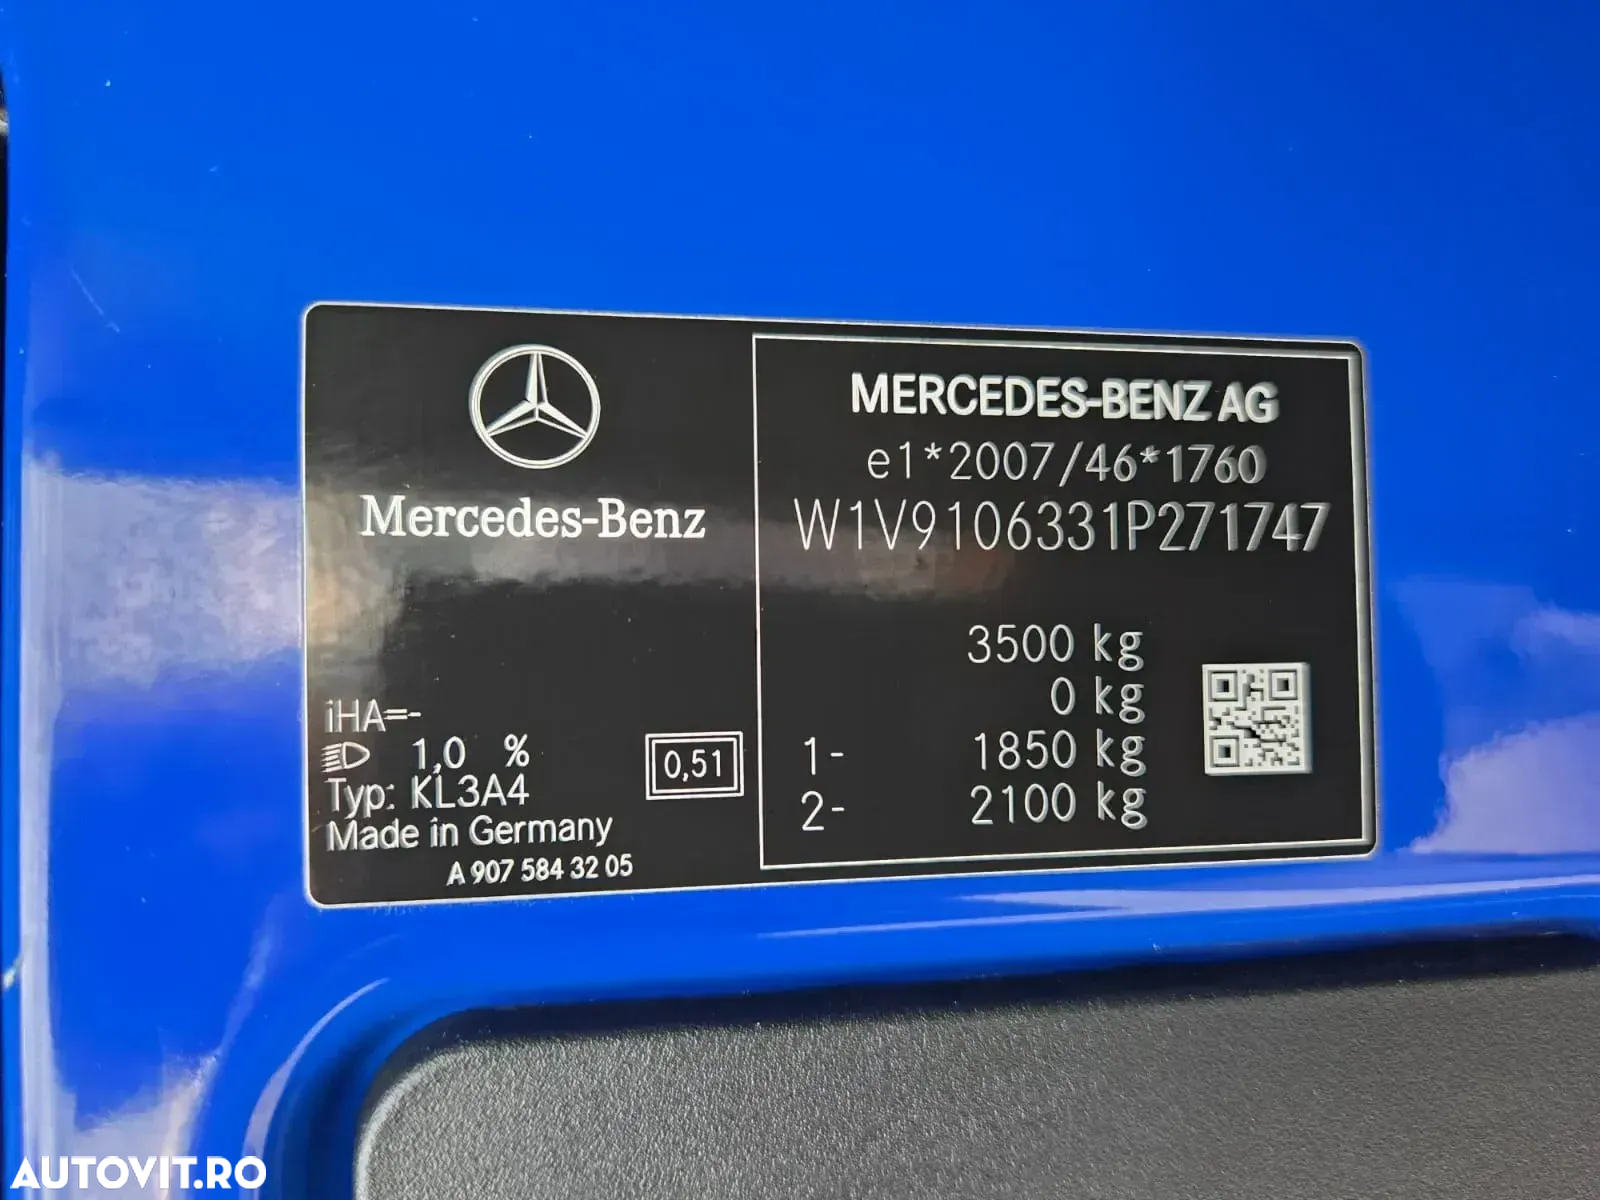 Mercedes-Benz
iHA=-
1,0 %
Typ: KL3A4
Made in Germany
A 907 584 32 05
0,51
MERCEDES-BENZ AG
e1*2007/46*1760
W1V9106331P271747
3500 kg
0 kg
1- 1850 kg
2- 2100 kg
AUTOVIT.RO